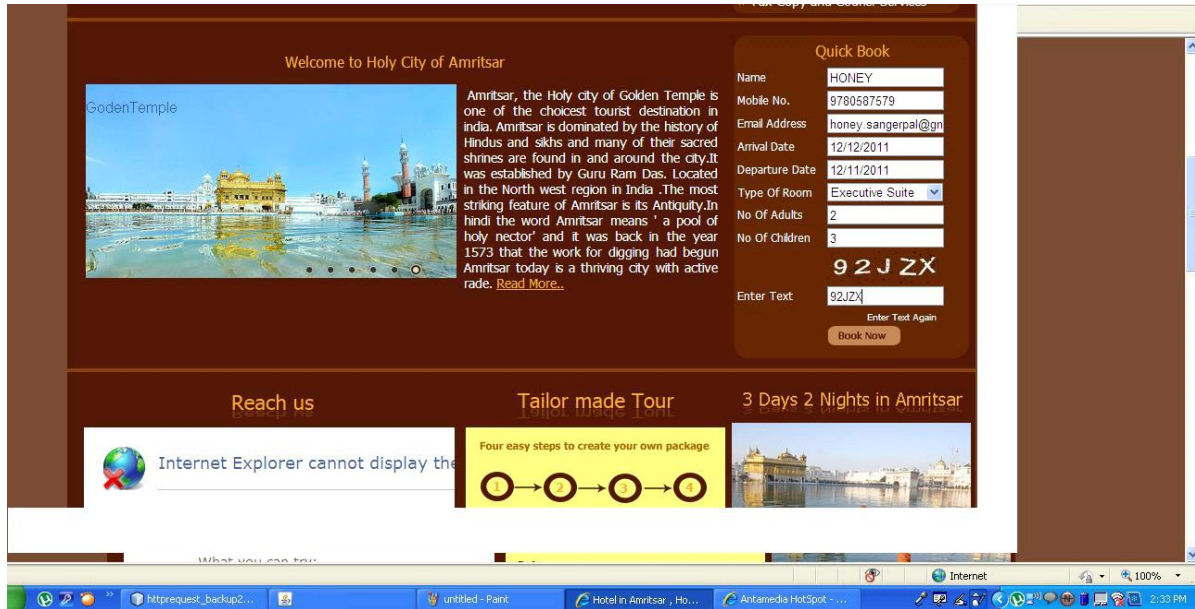 Fax Copy and Courier Services
Welcome to Holy City of Amritsar
GodenTemple
Amritsar, the Holy city of Golden Temple is
one of the choicest tourist destination in
india. Amritsar is dominated by the history of
Hindus and sikhs and many of their sacred
shrines are found in and around the city.It
was established by Guru Ram Das. Located
in the North west region in India .The most
striking feature of Amritsar is its Antiquity.In
hindi the word Amritsar means ' a pool of
holy nector' and it was back in the year
1573 that the work for digging had begun
Amritsar today is a thriving city with active
rade. Read More..
Quick Book
Name HONEY
Mobile No. 9780587579
Email Address honey.sangerpal@gn
Arrival Date 12/12/2011
Departure Date 12/11/2011
Type Of Room Executive Suite
No Of Adults 2
No Of Children 3
92JZX
Enter Text 92JZX
Enter Text Again
Book Now
Reach us
Internet Explorer cannot display the
What you can try:
Tailor made Tour
Four easy steps to create your own package
1 2 3 4
3 Days 2 Nights in Amritsar
Internet 100%
httprequest_backup2...
untitled - Paint
Hotel in Amritsar , Ho...
Antamedia HotSpot - ...
2:33 PM